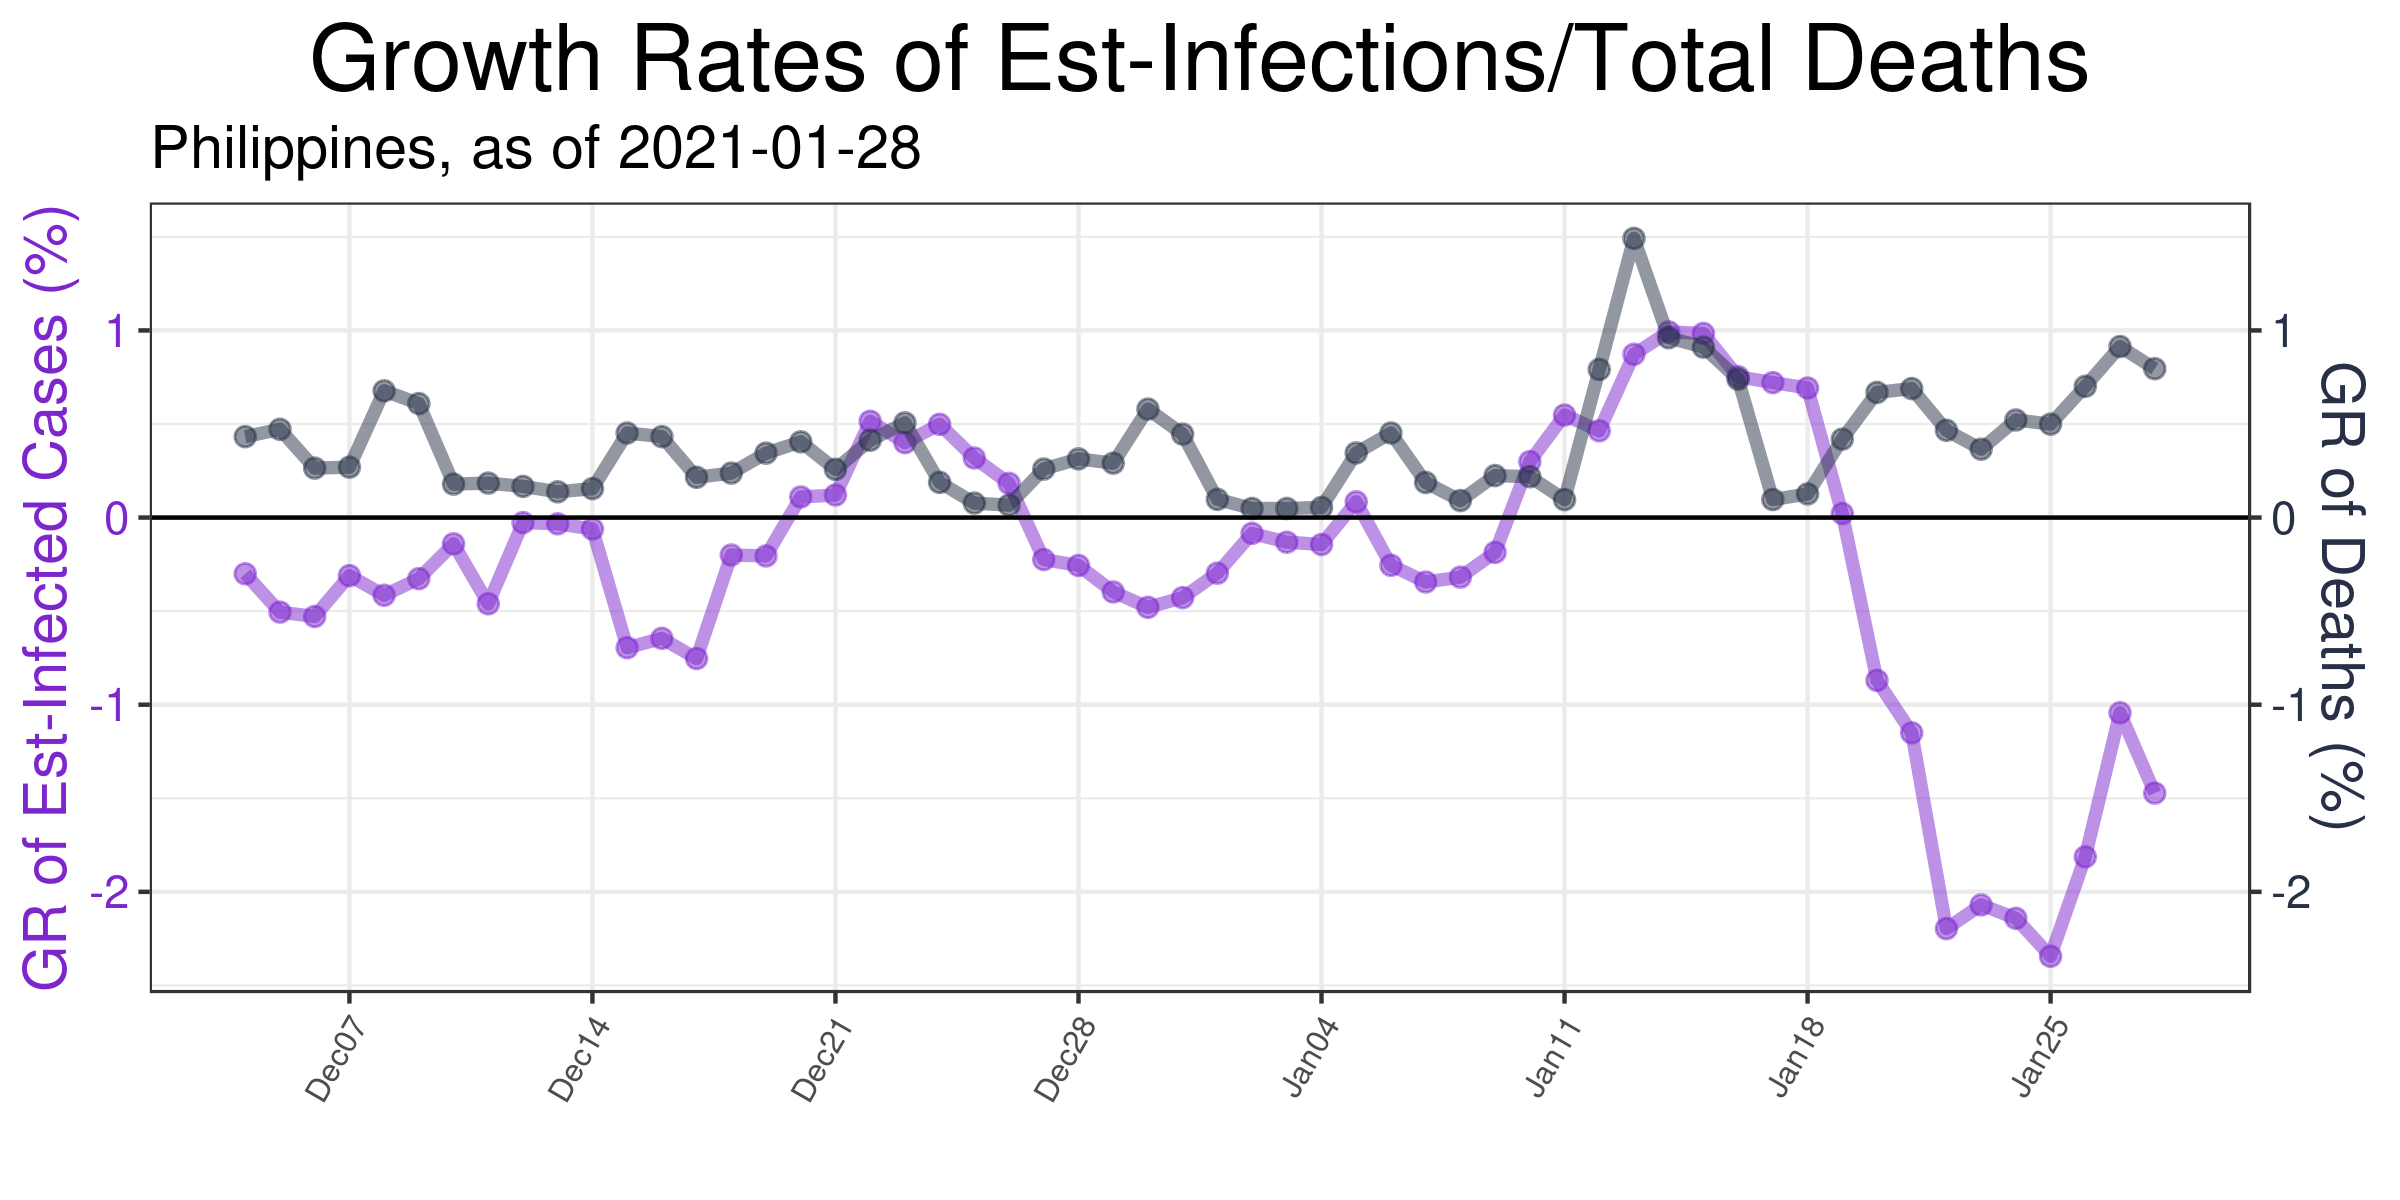 Growth Rates of Est-Infections/Total Deaths
Philippines, as of 2021-01-28
GR of Est-Infected Cases (%)
1
0
-1
-2
1
0
-1
-2
GR of Deaths (%)
Dec07
Dec14
Dec21
Dec28
Jan04
Jan11
Jan18
Jan25